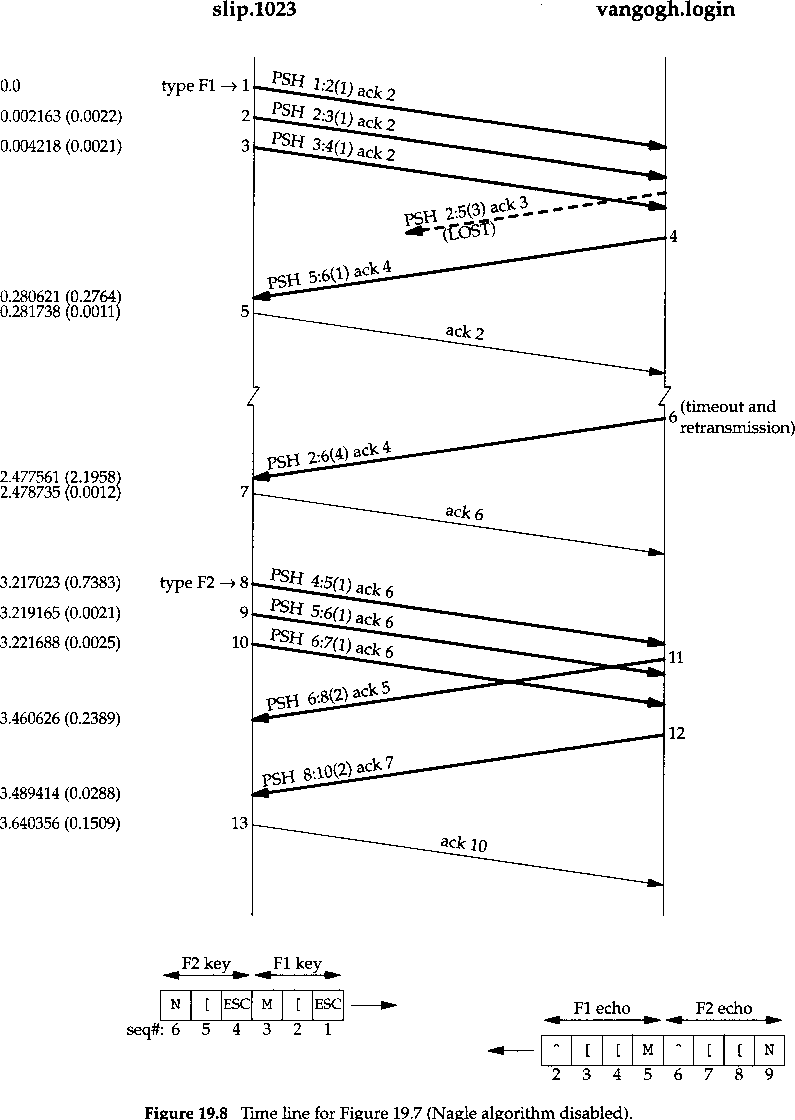 slip.1023 vangogh.login
0.0 type F1 → 1 PSH 1:2(1) ack 2
0.002163 (0.0022) 2 PSH 2:3(1) ack 2
0.004218 (0.0021) 3 PSH 3:4(1) ack 2
PSH 2:5(3) ack 3
(LOST)
4
PSH 5:6(1) ack 4
0.280621 (0.2764)
0.281738 (0.0011) 5
ack 2
6 (timeout and
retransmission)
PSH 2:6(4) ack 4
2.477561 (2.1958)
2.478735 (0.0012) 7
ack 6
3.217023 (0.7383) type F2 → 8 PSH 4:5(1) ack 6
3.219165 (0.0021) 9 PSH 5:6(1) ack 6
3.221688 (0.0025) 10 PSH 6:7(1) ack 6
11
PSH 6:8(2) ack 5
3.460626 (0.2389)
12
PSH 8:10(2) ack 7
3.489414 (0.0288)
3.640356 (0.1509) 13
ack 10
F2 key F1 key
N [ ESC M [ ESC
seq#: 6 5 4 3 2 1
F1 echo F2 echo
^ [ [ M ^ [ [ N
2 3 4 5 6 7 8 9
Figure 19.8 Time line for Figure 19.7 (Nagle algorithm disabled).